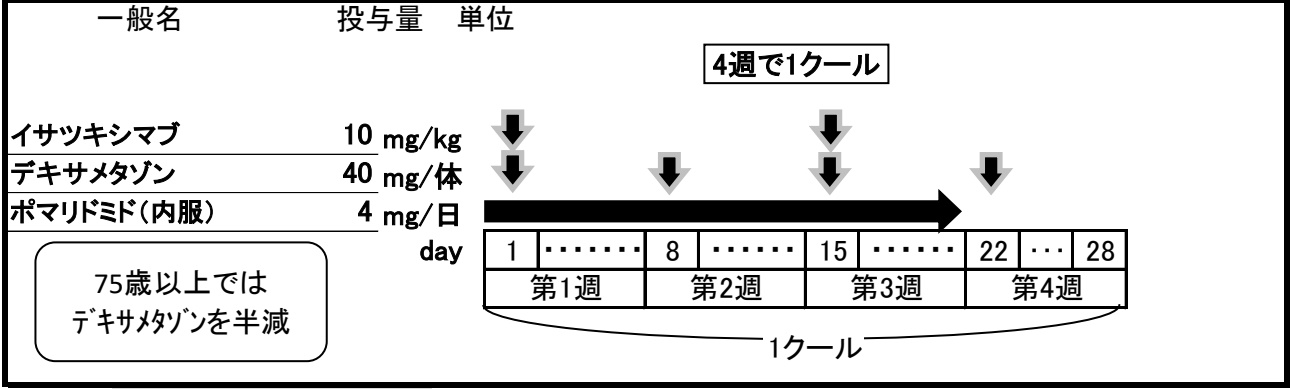 一般名 投与量 単位
4週で1クール
イサツキシマブ 10 mg/kg
デキサメタゾン 40 mg/体
ポマリドミド(内服) 4 mg/日
day 1 ・・・・・・・ 8 ・・・・・・ 15 ・・・・・・ 22 ・・・ 28
第1週 第2週 第3週 第4週
1クール
75歳以上では
デキサメタゾンを半減